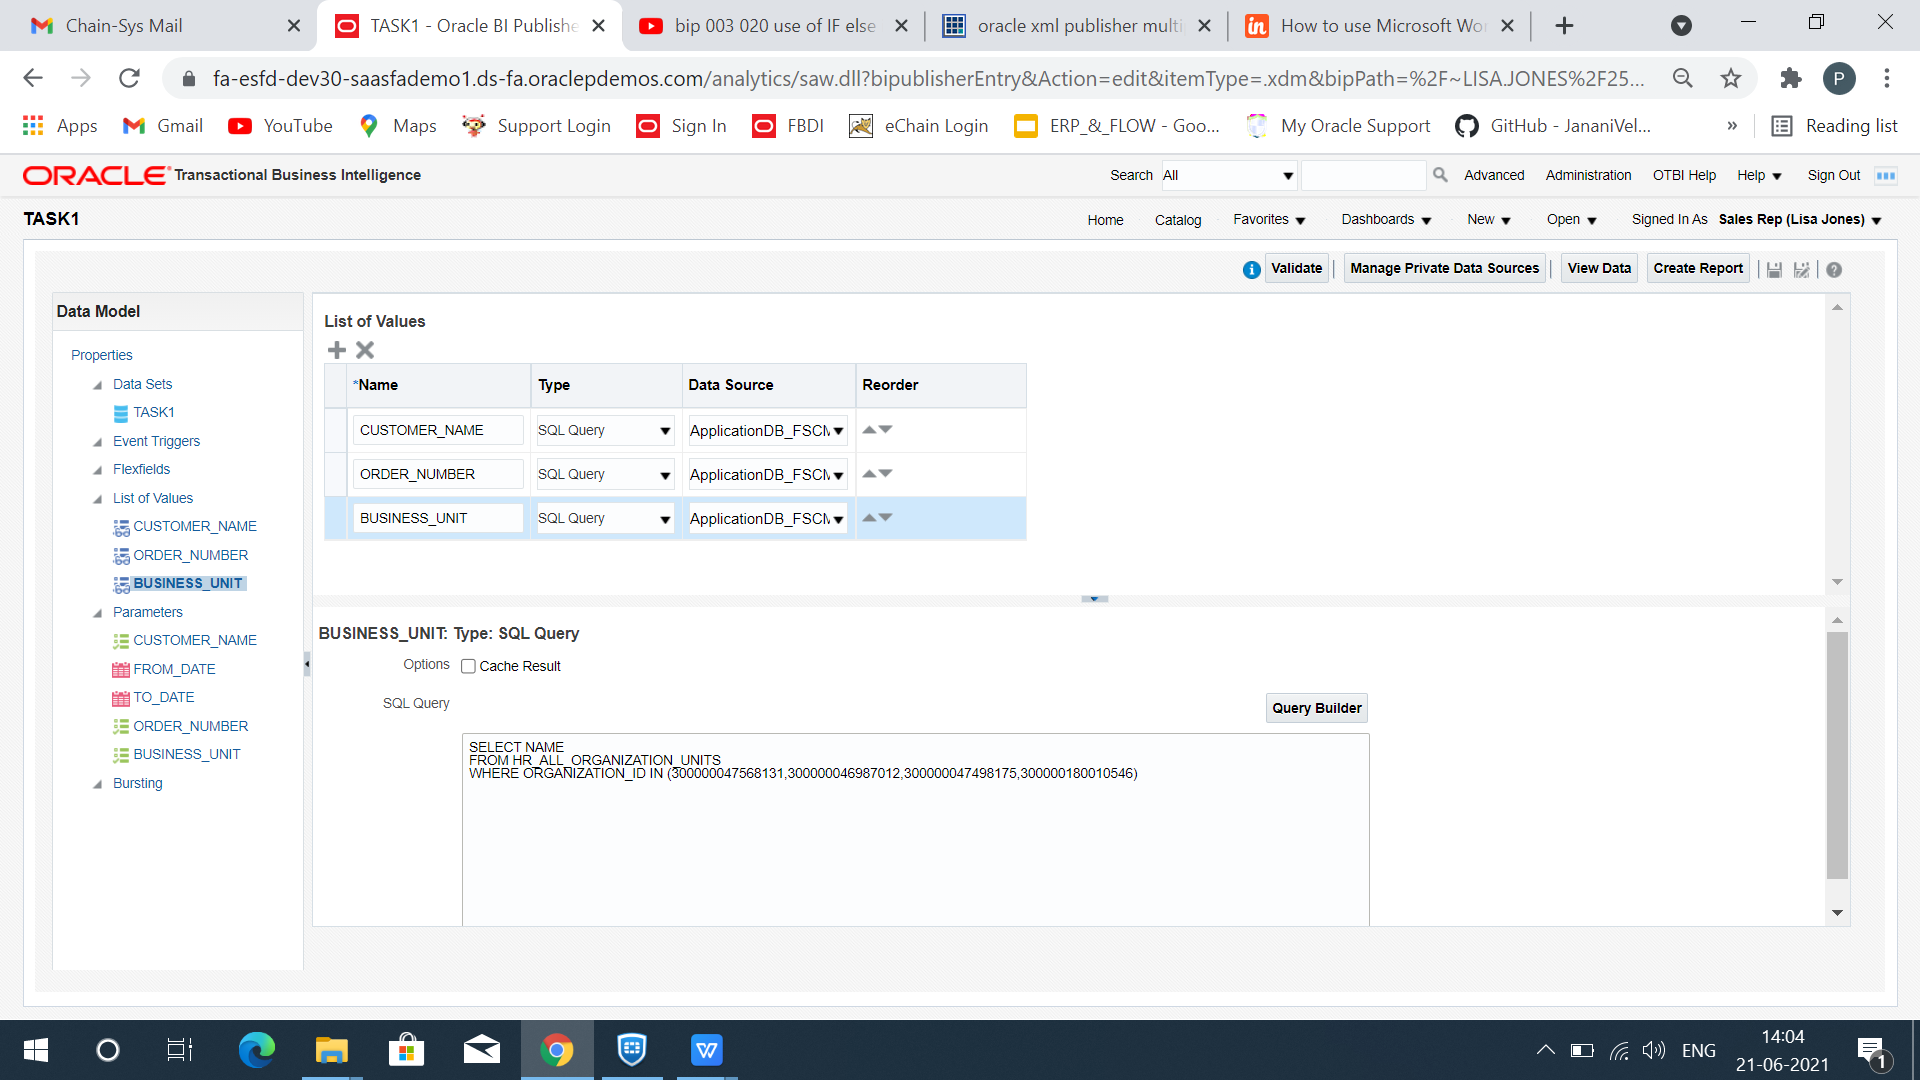 Chain-Sys Mail
TASK1 - Oracle BI Publishe
bip 003 020 use of IF else
oracle xml publisher multi
How to use Microsoft Wo
fa-esfd-dev30-saasfademo1.ds-fa.oraclepdemos.com/analytics/saw.dll?bipublisherEntry&Action=edit&itemType=.xdm&bipPath=%2F~LISA.JONES%2F25...
P
Apps
Gmail
YouTube
Maps
Support Login
Sign In
FBDI
eChain Login
ERP_&_FLOW - Goo...
My Oracle Support
GitHub - JananiVel...
»
Reading list
ORACLE Transactional Business Intelligence
Search
All
Advanced
Administration
OTBI Help
Help
Sign Out
TASK1
Home
Catalog
Favorites
Dashboards
New
Open
Signed In As Sales Rep (Lisa Jones)
Validate
Manage Private Data Sources
View Data
Create Report
Data Model
Properties
Data Sets
TASK1
Event Triggers
Flexfields
List of Values
CUSTOMER_NAME
ORDER_NUMBER
BUSINESS_UNIT
Parameters
CUSTOMER_NAME
FROM_DATE
TO_DATE
ORDER_NUMBER
BUSINESS_UNIT
Bursting
List of Values
*Name Type Data Source Reorder
CUSTOMER_NAME SQL Query ApplicationDB_FSCM
ORDER_NUMBER SQL Query ApplicationDB_FSCM
BUSINESS_UNIT SQL Query ApplicationDB_FSCM
BUSINESS_UNIT: Type: SQL Query
Options Cache Result
SQL Query
Query Builder
SELECT NAME
FROM HR_ALL_ORGANIZATION_UNITS
WHERE ORGANIZATION_ID IN (300000047568131,300000046987012,300000047498175,300000180010546)
ENG
14:04
21-06-2021
1